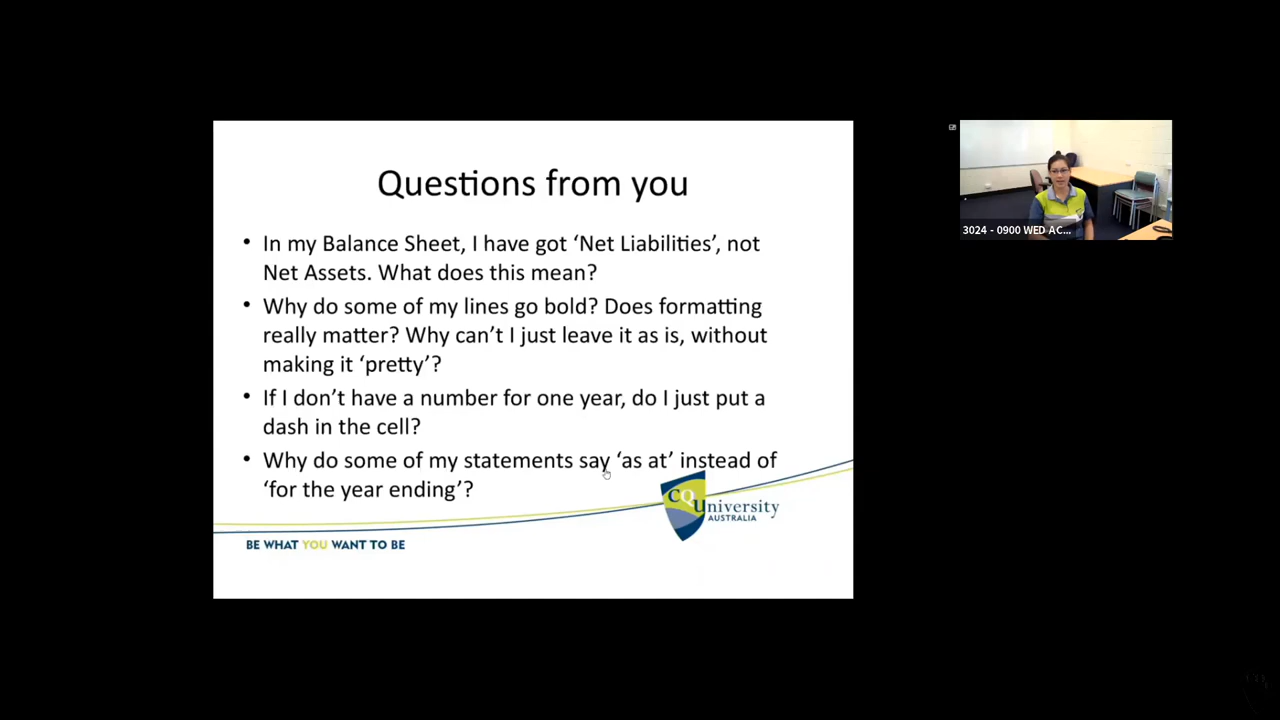 Questions from you
• In my Balance Sheet, I have got ‘Net Liabilities’, not
Net Assets. What does this mean?
• Why do some of my lines go bold? Does formatting
really matter? Why can’t I just leave it as is, without
making it ‘pretty’?
• If I don’t have a number for one year, do I just put a
dash in the cell?
• Why do some of my statements say ‘as at’ instead of
‘for the year ending’?
CQUniversity
AUSTRALIA
BE WHAT YOU WANT TO BE
3024 - 0900 WED AC...